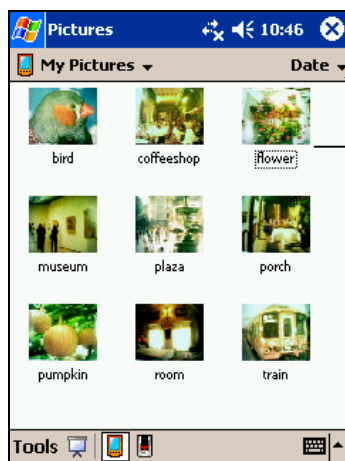 Pictures 10:46
My Pictures Date
bird coffeeshop flower
museum plaza porch
pumpkin room train
Tools